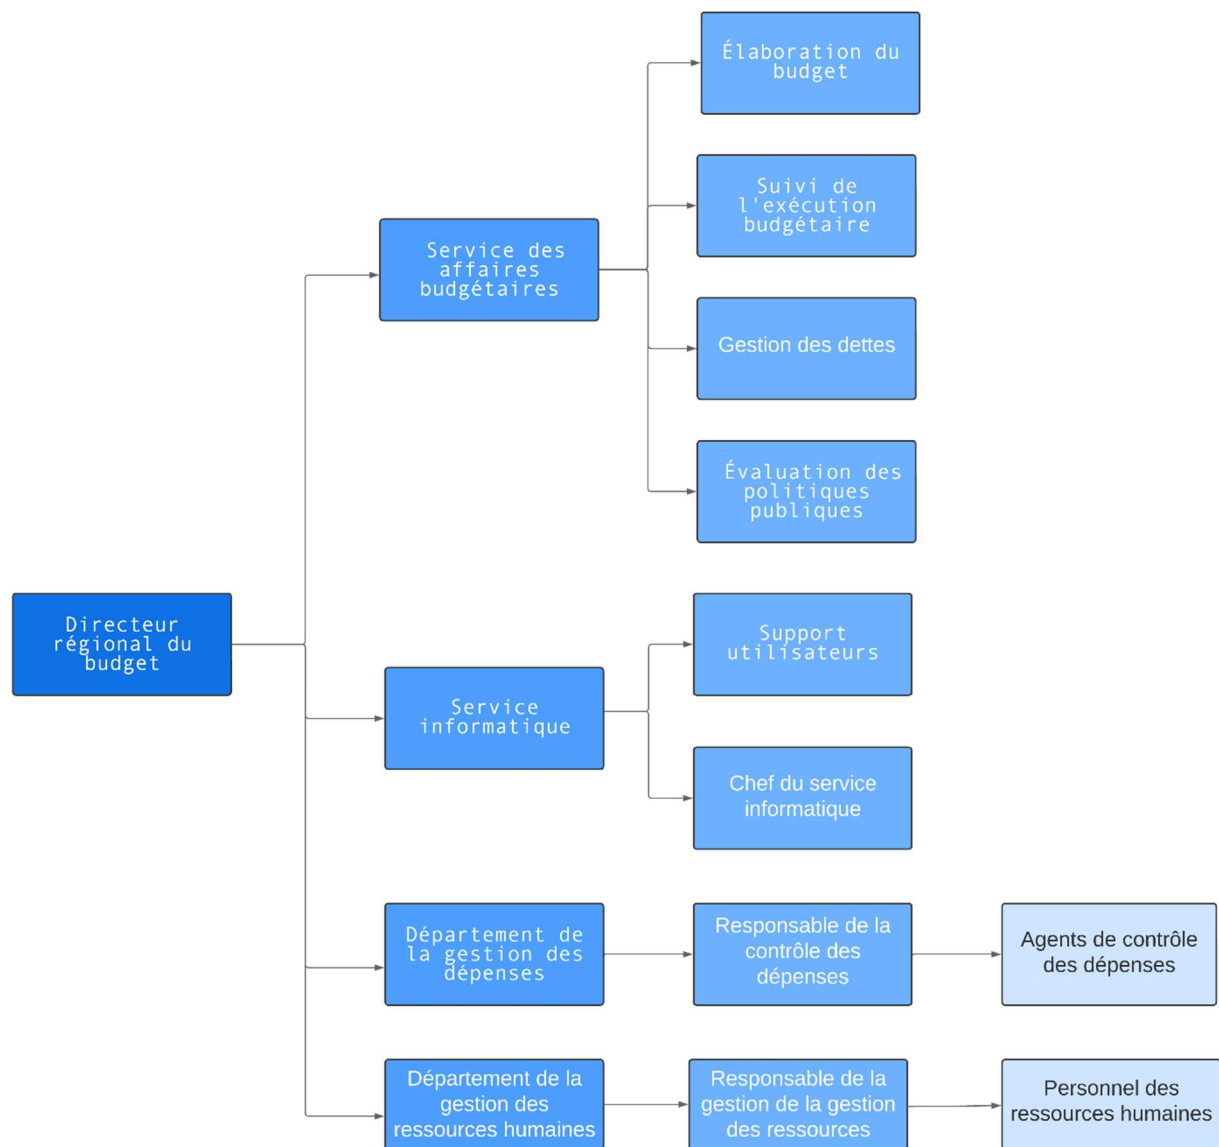 Élaboration du
budget
Suivi de
l'exécution
budgétaire
Service des
affaires
budgétaires
Gestion des dettes
Évaluation des
politiques
publiques
Directeur
régional du
budget
Support
utilisateurs
Service
informatique
Chef du service
informatique
Département de
la gestion des
dépenses
Responsable de la
contrôle des
dépenses
Agents de contrôle
des dépenses
Département de la
gestion des
ressources humaines
Responsable de la
gestion de la gestion
des ressources
Personnel des
ressources humaines